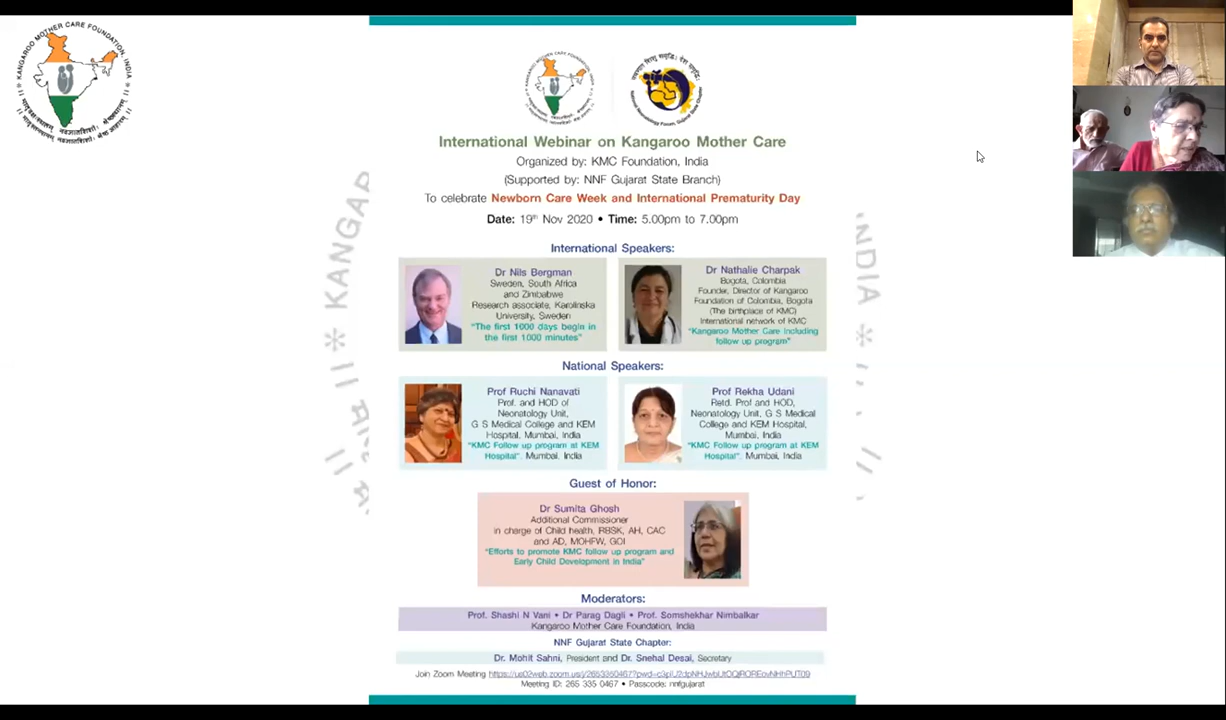 KANGAROO MOTHER CARE FOUNDATION, INDIA
International Webinar on Kangaroo Mother Care
Organized by: KMC Foundation, India
(Supported by: NNF Gujarat State Branch)
To celebrate Newborn Care Week and International Prematurity Day
Date: 19th Nov 2020 • Time: 5.00pm to 7.00pm
International Speakers:
Dr Nils Bergman
Sweden, South Africa
and Zimbabwe
Research associate, Karolinska
University, Sweden
"The first 1000 days begin in
the first 1000 minutes"
Dr Nathalie Charpak
Bogota, Colombia
Founder, Director of Kangaroo
Foundation of Colombia, Bogota
(The birthplace of KMC)
International network of KMC
"Kangaroo Mother Care Including
follow up program"
National Speakers:
Prof Ruchi Nanavati
Prof. and HOD of
Neonatology Unit,
G S Medical College and KEM
Hospital, Mumbai, India
"KMC Follow up program at KEM
Hospital". Mumbai, India
Prof Rekha Udani
Retd. Prof and HOD,
Neonatology Unit, G S Medical
College and KEM Hospital,
Mumbai, India
"KMC Follow up program at KEM
Hospital". Mumbai, India
Guest of Honor:
Dr Sumita Ghosh
Additional Commissioner
in charge of Child health, RBSK, AH, CAC
and AD, MOHFW, GOI
"Efforts to promote KMC follow up program and
Early Child Development in India"
Moderators:
Prof. Shashi N Vani • Dr Parag Dagli • Prof. Somshekhar Nimbalkar
Kangaroo Mother Care Foundation, India
NNF Gujarat State Chapter:
Dr. Mohit Sahni, President and Dr. Snehal Desai, Secretary
Join Zoom Meeting
Meeting ID: 265 335 0467 • Passcode: nnfgujarat